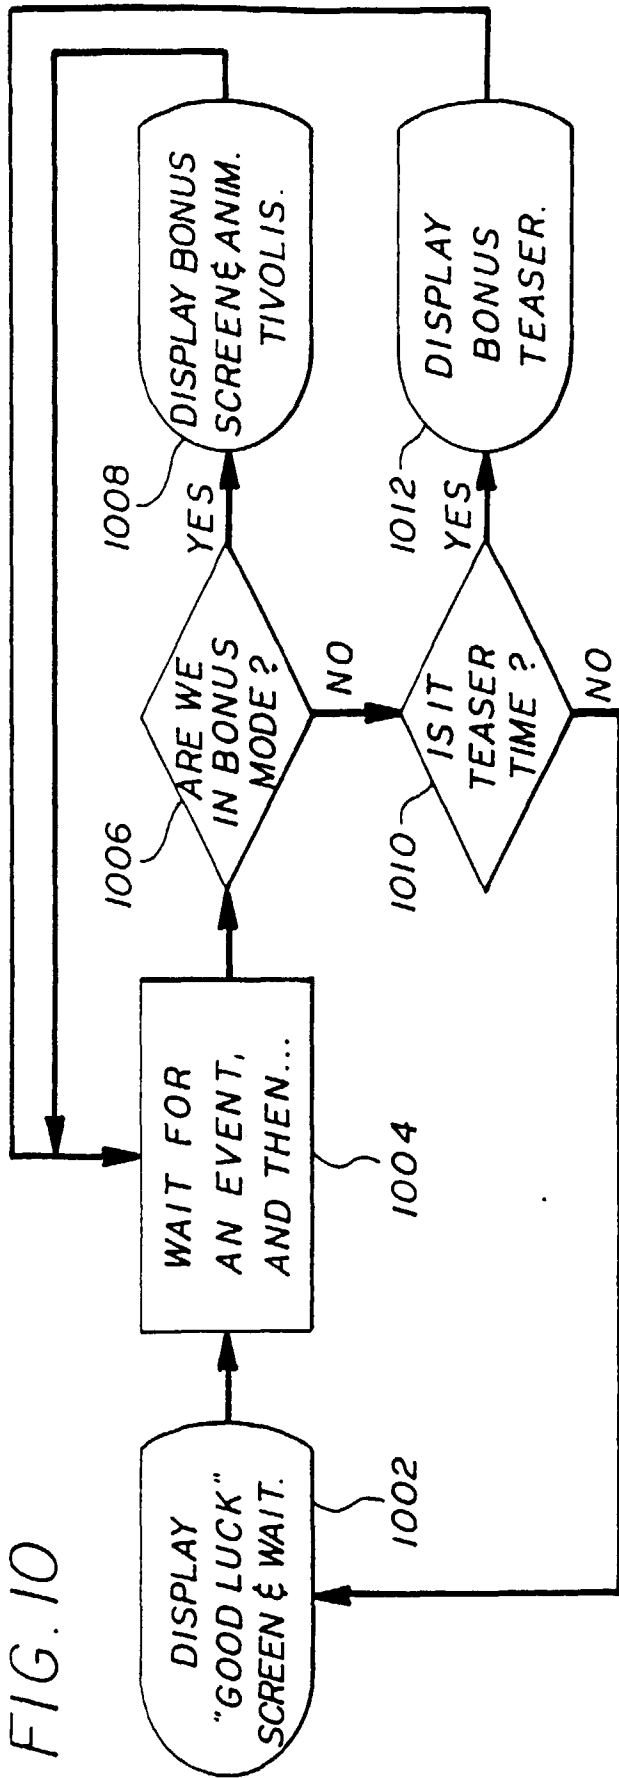 FIG. 10
DISPLAY
"GOOD LUCK"
SCREEN & WAIT.
1002
WAIT FOR
AN EVENT,
AND THEN...
1004
1006
ARE WE
IN BONUS
MODE?
YES
NO
1008
DISPLAY BONUS
SCREEN & ANIM.
TIVOLIS.
1010
IS IT
TEASER
TIME?
YES
NO
1012
DISPLAY
BONUS
TEASER.